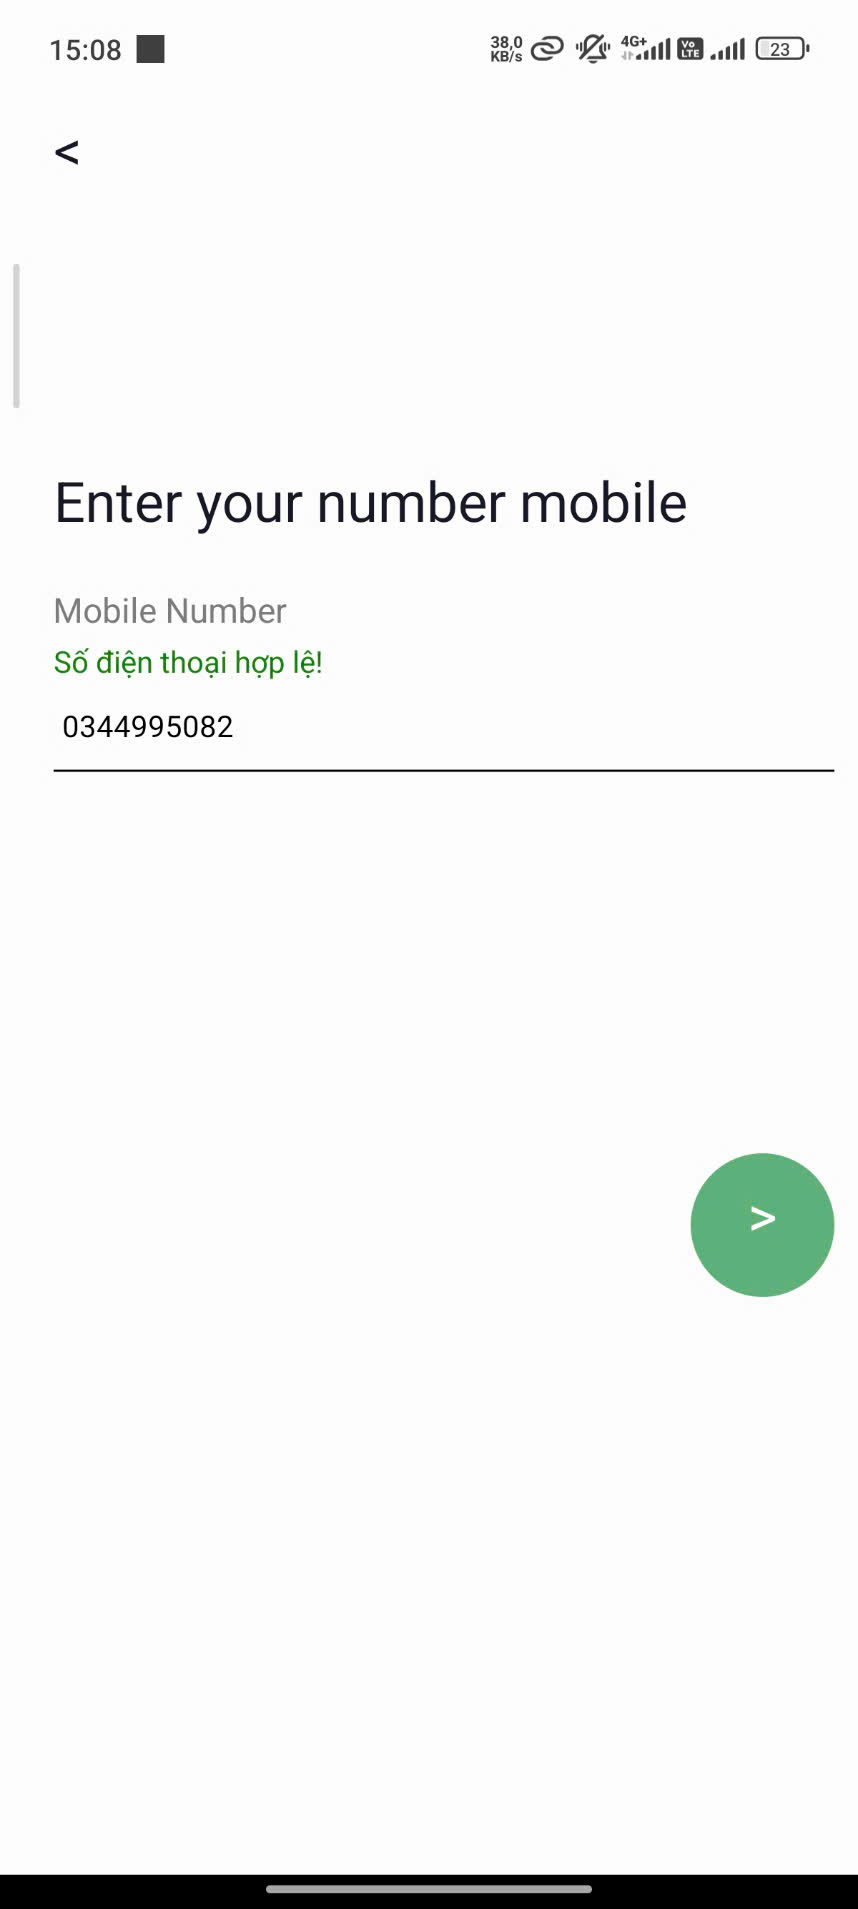 15:08
38,0
KB/s
4G+
Vo
LTE
23
<
Enter your number mobile
Mobile Number
Số điện thoại hợp lệ!
0344995082
>